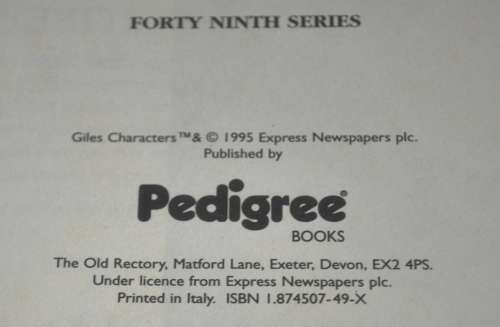 FORTY NINTH SERIES
Giles Characters™& © 1995 Express Newspapers plc.
Published by
Pedigree®
BOOKS
The Old Rectory, Matford Lane, Exeter, Devon, EX2 4PS.
Under licence from Express Newspapers plc.
Printed in Italy. ISBN 1.874507-49-X